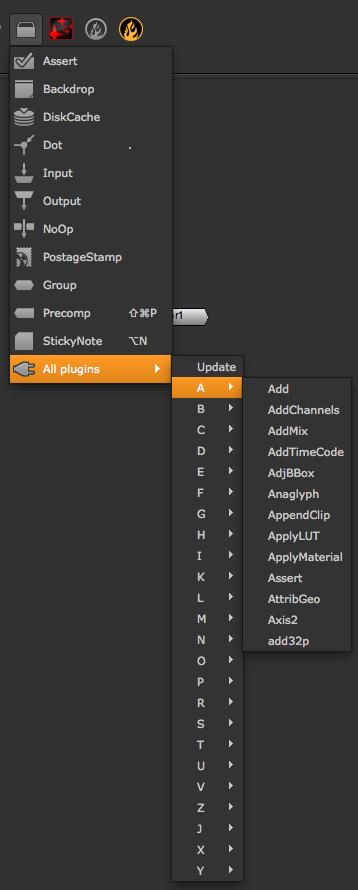 Assert
Backdrop
DiskCache
Dot .
Input
Output
NoOp
PostageStamp
Group
Precomp ⇧⌘P
r1
StickyNote ⌥N
All plugins
Update
A
B
C
D
E
F
G
H
I
K
L
M
N
O
P
R
S
T
U
V
Z
J
X
Y
Add
AddChannels
AddMix
AddTimeCode
AdjBBox
Anaglyph
AppendClip
ApplyLUT
ApplyMaterial
Assert
AttribGeo
Axis2
add32p